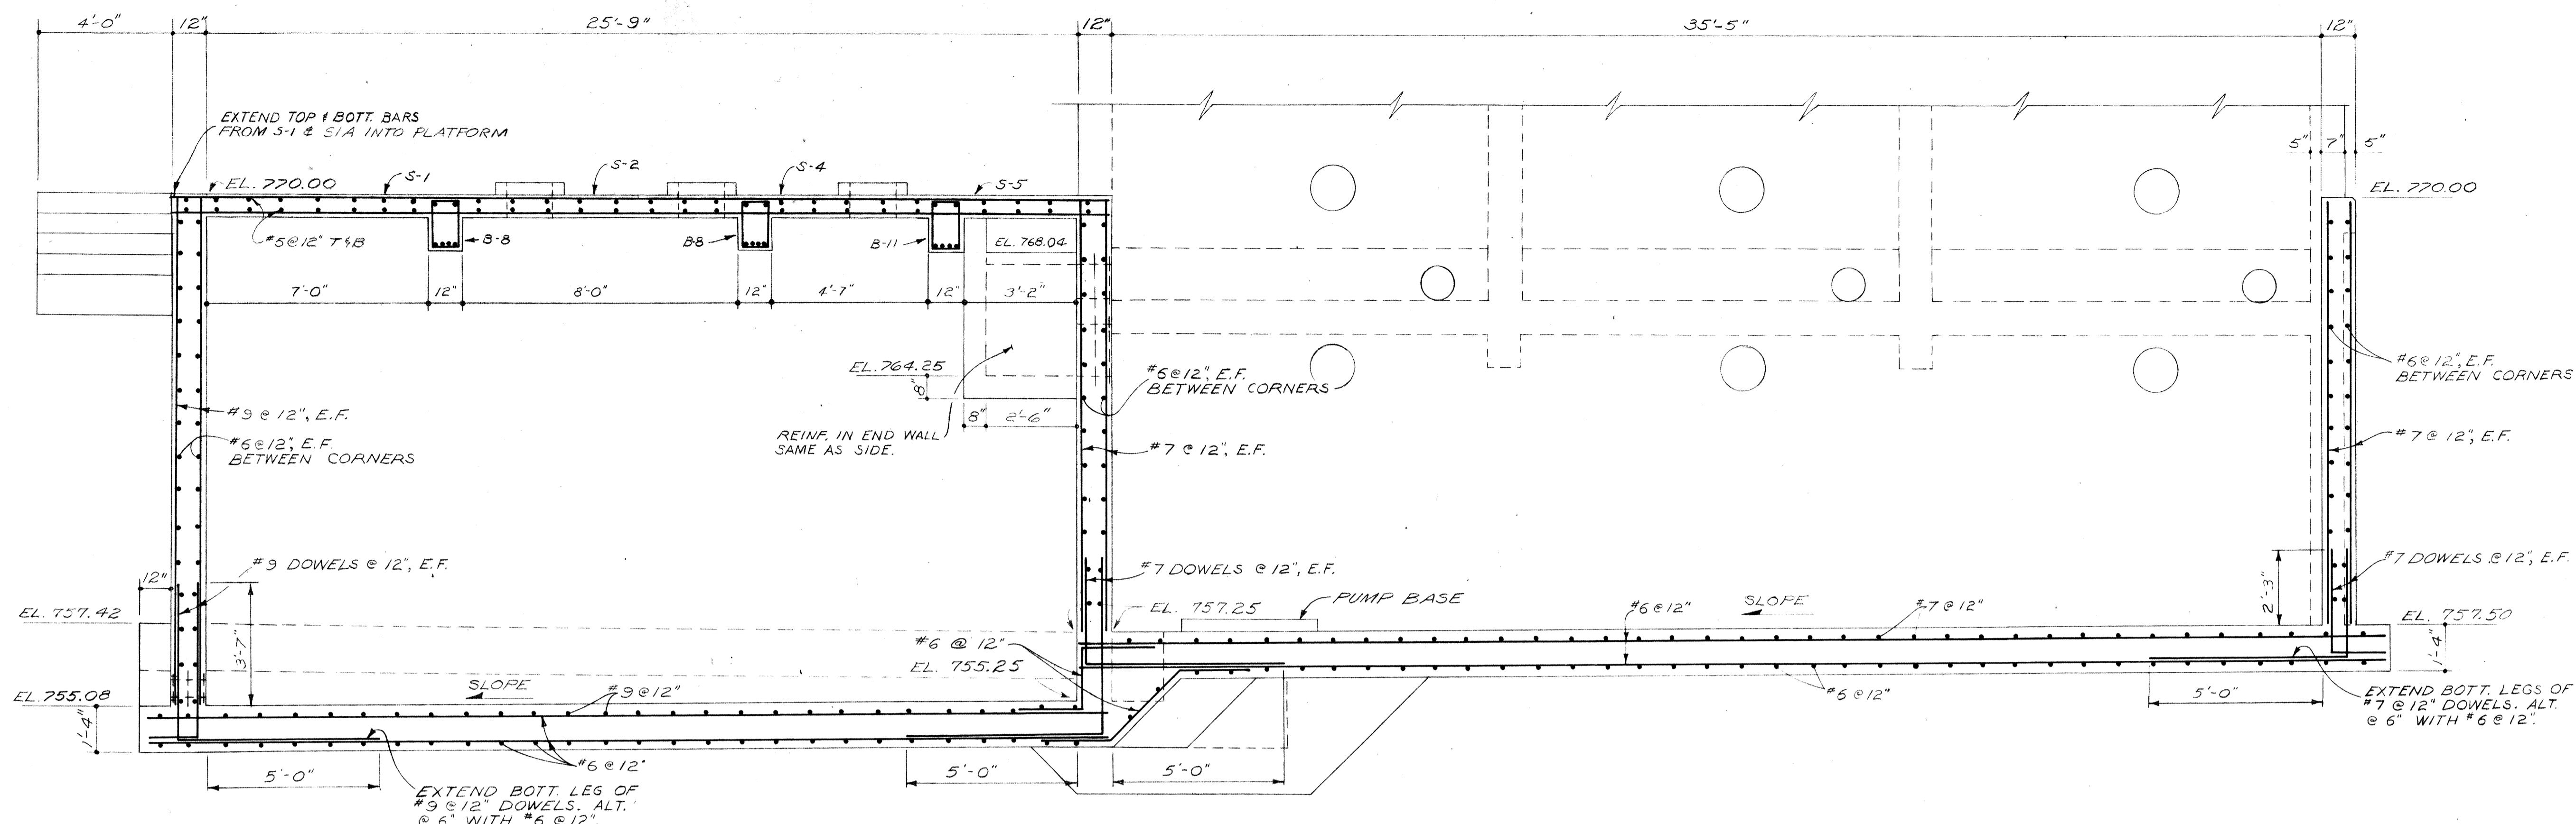 4'-0"
12"
25'-9"
12"
35'-5"
12"
EXTEND TOP & BOTT. BARS
FROM S-1 & S1A INTO PLATFORM
5"
7"
5"
EL. 770.00
S-1
S-2
S-4
S-5
EL. 770.00
#5@12" T&B
B-8
B-8
B-11
EL. 768.04
7'-0"
12"
8'-0"
12"
4'-7"
12"
3'-2"
EL. 764.25
8"
8"
2'-6"
#6@12", E.F.
BETWEEN CORNERS
#6@12", E.F.
BETWEEN CORNERS
#9 @ 12", E.F.
#6@12", E.F.
BETWEEN CORNERS
REINF. IN END WALL
SAME AS SIDE.
#7 @ 12", E.F.
#7 @ 12", E.F.
#9 DOWELS @ 12", E.F.
#7 DOWELS @ 12", E.F.
#7 DOWELS @ 12", E.F.
12"
EL. 757.42
3'-7"
EL. 757.25
PUMP BASE
#6@12"
SLOPE
#7@12"
2'-3"
EL. 757.50
1'-4"
#6 @ 12"
EL. 755.25
EL. 755.08
SLOPE
#9@12"
1'-4"
#6@12"
#6@12"
5'-0"
5'-0"
5'-0"
5'-0"
EXTEND BOTT. LEGS OF
#7 @ 12" DOWELS. ALT.
@ 6" WITH #6 @ 12".
EXTEND BOTT. LEG OF
#9 @ 12" DOWELS. ALT.
@ 6" WITH #6 @ 12".